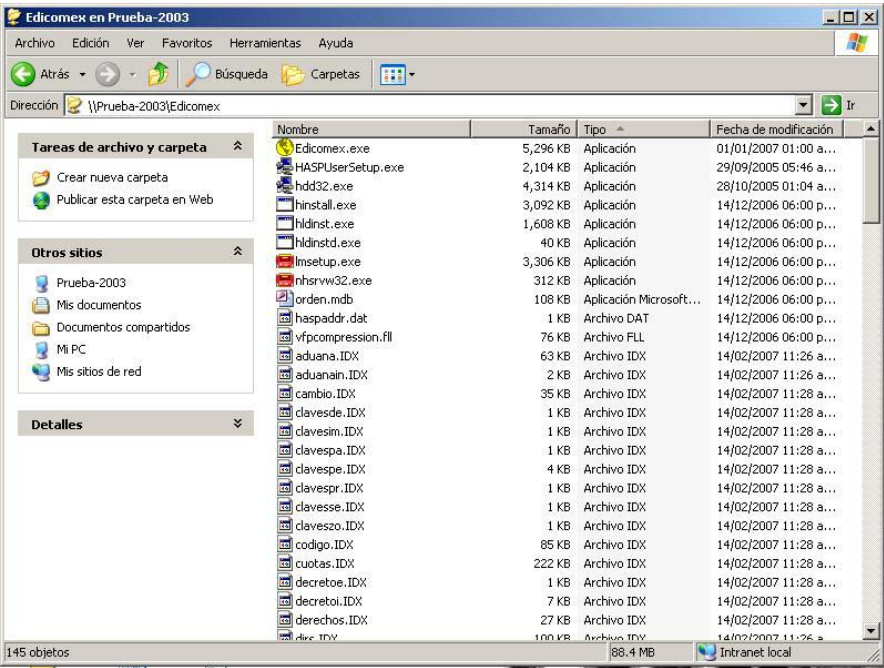 Edicomex en Prueba-2003
Archivo Edición Ver Favoritos Herramientas Ayuda
Atrás Búsqueda Carpetas
Dirección \\Prueba-2003\Edicomex Ir
Tareas de archivo y carpeta
Crear nueva carpeta
Publicar esta carpeta en Web
Otros sitios
Prueba-2003
Mis documentos
Documentos compartidos
Mi PC
Mis sitios de red
Detalles
Nombre Tamaño Tipo Fecha de modificación
Edicomex.exe 5,296 KB Aplicación 01/01/2007 01:00 a...
HASPUserSetup.exe 2,104 KB Aplicación 29/09/2005 05:46 a...
hdd32.exe 4,314 KB Aplicación 28/10/2005 01:04 a...
hinstall.exe 3,092 KB Aplicación 14/12/2006 06:00 p...
hldinst.exe 1,608 KB Aplicación 14/12/2006 06:00 p...
hldinstd.exe 40 KB Aplicación 14/12/2006 06:00 p...
lmsetup.exe 3,306 KB Aplicación 14/12/2006 06:00 p...
nhsrvw32.exe 312 KB Aplicación 14/12/2006 06:00 p...
orden.mdb 108 KB Aplicación Microsoft... 14/12/2006 06:00 p...
haspaddr.dat 1 KB Archivo DAT 14/12/2006 06:00 p...
vfpcompression.fll 76 KB Archivo FLL 14/12/2006 06:00 p...
aduana.IDX 63 KB Archivo IDX 14/02/2007 11:26 a...
aduanain.IDX 2 KB Archivo IDX 14/02/2007 11:26 a...
cambio.IDX 35 KB Archivo IDX 14/02/2007 11:28 a...
clavesde.IDX 1 KB Archivo IDX 14/02/2007 11:28 a...
clavesim.IDX 1 KB Archivo IDX 14/02/2007 11:28 a...
clavespa.IDX 1 KB Archivo IDX 14/02/2007 11:28 a...
clavespe.IDX 4 KB Archivo IDX 14/02/2007 11:28 a...
clavespr.IDX 1 KB Archivo IDX 14/02/2007 11:28 a...
clavesse.IDX 1 KB Archivo IDX 14/02/2007 11:28 a...
claveszo.IDX 1 KB Archivo IDX 14/02/2007 11:28 a...
codigo.IDX 85 KB Archivo IDX 14/02/2007 11:28 a...
cuotas.IDX 222 KB Archivo IDX 14/02/2007 11:28 a...
decretoe.IDX 1 KB Archivo IDX 14/02/2007 11:28 a...
decretoi.IDX 7 KB Archivo IDX 14/02/2007 11:28 a...
derechos.IDX 27 KB Archivo IDX 14/02/2007 11:28 a...
100 KB Archivo IDX 14/02/2007 11:26 a...
145 objetos 88.4 MB Intranet local